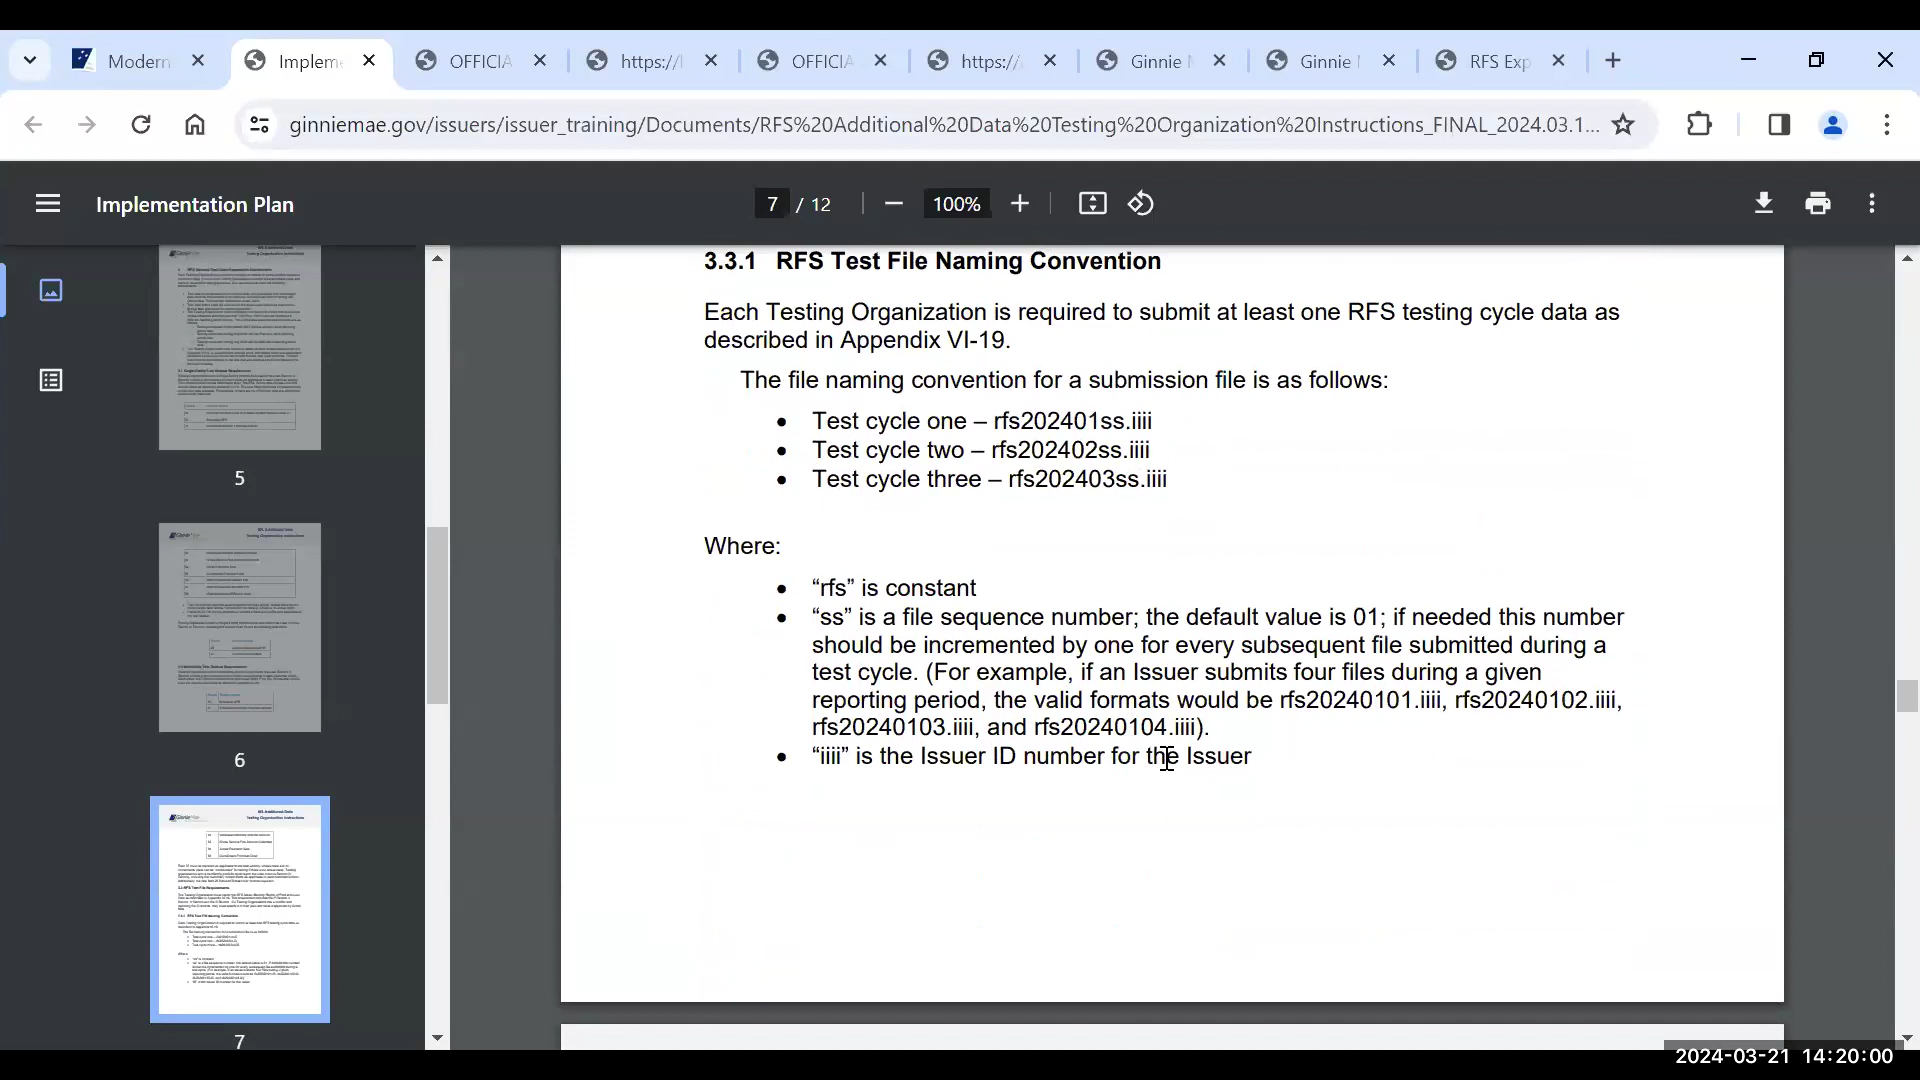 Modern
Impleme
OFFICIA
https://l
OFFICIA
https://
Ginnie
Ginnie
RFS Exp
ginniemae.gov/issuers/issuer_training/Documents/RFS%20Additional%20Data%20Testing%20Organization%20Instructions_FINAL_2024.03.1...
Implementation Plan
7 / 12
100%
5
6
7
3.3.1 RFS Test File Naming Convention
Each Testing Organization is required to submit at least one RFS testing cycle data as
described in Appendix VI-19.
The file naming convention for a submission file is as follows:
• Test cycle one – rfs202401ss.iiii
• Test cycle two – rfs202402ss.iiii
• Test cycle three – rfs202403ss.iiii
Where:
• “rfs” is constant
• “ss” is a file sequence number; the default value is 01; if needed this number
should be incremented by one for every subsequent file submitted during a
test cycle. (For example, if an Issuer submits four files during a given
reporting period, the valid formats would be rfs20240101.iiii, rfs20240102.iiii,
rfs20240103.iiii, and rfs20240104.iiii).
• “iiii” is the Issuer ID number for the Issuer
2024-03-21 14:20:00